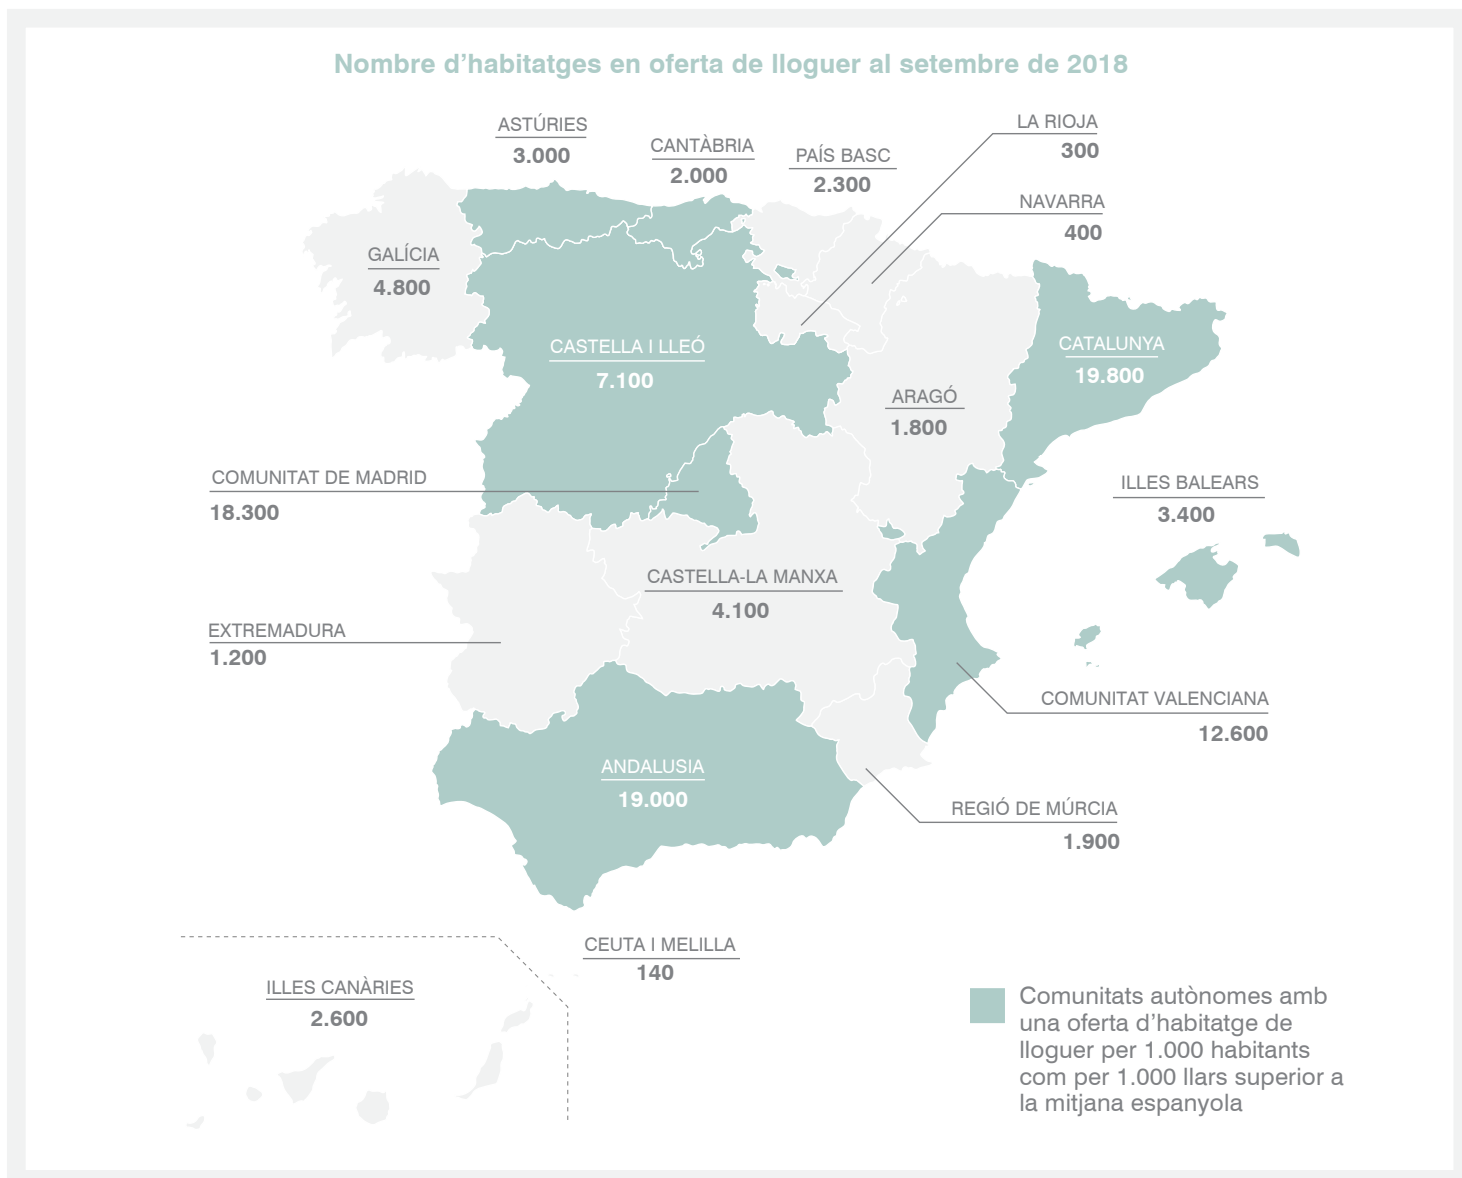 Nombre d’habitatges en oferta de lloguer al setembre de 2018
ASTÚRIES
3.000
CANTÀBRIA
2.000
PAÍS BASC
2.300
LA RIOJA
300
NAVARRA
400
GALÍCIA
4.800
CASTELLA I LLEÓ
7.100
CATALUNYA
19.800
ARAGÓ
1.800
COMUNITAT DE MADRID
18.300
ILLES BALEARS
3.400
CASTELLA-LA MANXA
4.100
EXTREMADURA
1.200
COMUNITAT VALENCIANA
12.600
ANDALUSIA
19.000
REGIÓ DE MÚRCIA
1.900
CEUTA I MELILLA
140
ILLES CANÀRIES
2.600
Comunitats autònomes amb
una oferta d’habitatge de
lloguer per 1.000 habitants
com per 1.000 llars superior a
la mitjana espanyola